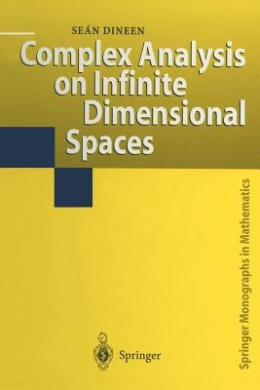 SEÁN DINEEN
Complex Analysis
on Infinite
Dimensional
Spaces
Springer Monographs in Mathematics
Springer